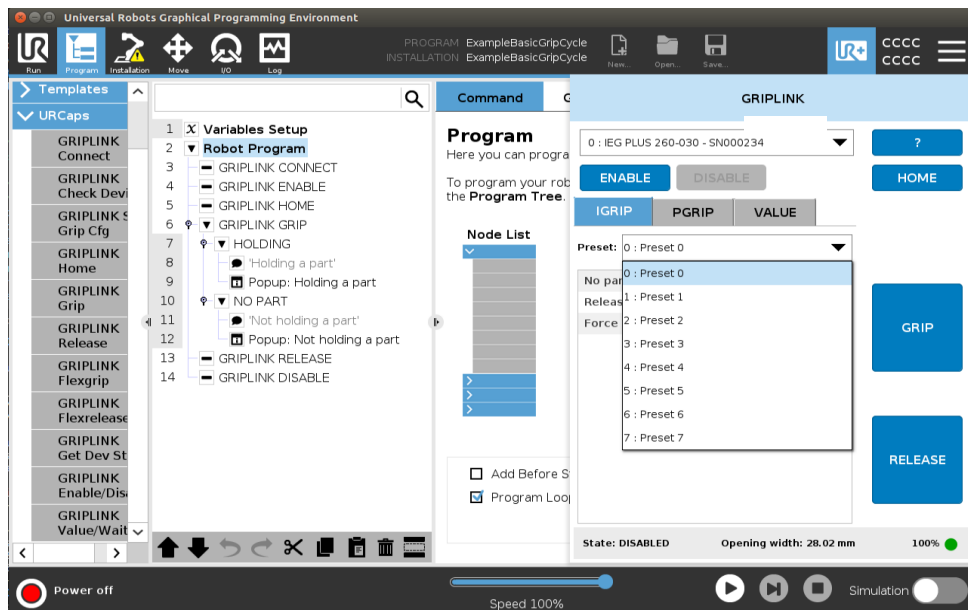 Universal Robots Graphical Programming Environment
UR
Run
Program
Installation
Move
I/O
Log
PROGRAM ExampleBasicGripCycle
INSTALLATION ExampleBasicGripCycle
New...
Open...
Save...
UR+
CCCC
CCCC
Templates
URCaps
GRIPLINK
Connect
GRIPLINK
Check Devi
GRIPLINK S
Grip Cfg
GRIPLINK
Home
GRIPLINK
Grip
GRIPLINK
Release
GRIPLINK
Flexgrip
GRIPLINK
Flexrelease
GRIPLINK
Get Dev St
GRIPLINK
Enable/Disa
GRIPLINK
Value/Wait
1 X Variables Setup
2 Robot Program
3 GRIPLINK CONNECT
4 GRIPLINK ENABLE
5 GRIPLINK HOME
6 GRIPLINK GRIP
7 HOLDING
8 'Holding a part'
9 Popup: Holding a part
10 NO PART
11 'Not holding a part'
12 Popup: Not holding a part
13 GRIPLINK RELEASE
14 GRIPLINK DISABLE
Command G
Program
Here you can progra
To program your rob
the Program Tree.
Node List
Add Before S
Program Loop
GRIPLINK
0 : IEG PLUS 260-030 - SN000234
?
ENABLE
DISABLE
HOME
IGRIP
PGRIP
VALUE
Preset: 0 : Preset 0
No par
Releas
Force
0 : Preset 0
1 : Preset 1
2 : Preset 2
3 : Preset 3
4 : Preset 4
5 : Preset 5
6 : Preset 6
7 : Preset 7
GRIP
RELEASE
State: DISABLED
Opening width: 28.02 mm
100%
Power off
Speed 100%
Simulation